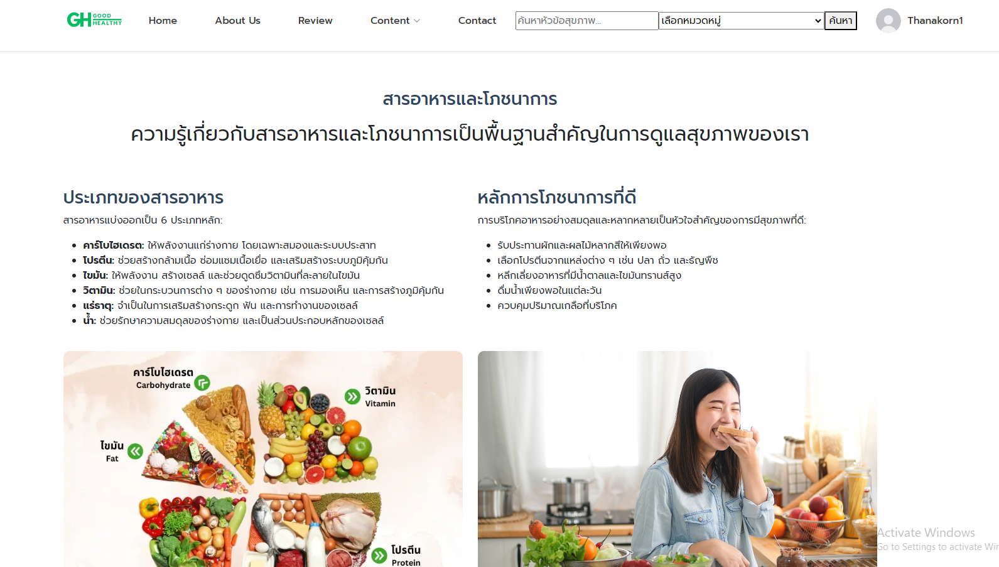 GH GOOD HEALTHY
Home
About Us
Review
Content
Contact
ค้นหาหัวข้อสุขภาพ...
เลือกหมวดหมู่
ค้นหา
Thanakorn1
สารอาหารและโภชนาการ
ความรู้เกี่ยวกับสารอาหารและโภชนาการเป็นพื้นฐานสำคัญในการดูแลสุขภาพของเรา
ประเภทของสารอาหาร
สารอาหารแบ่งออกเป็น 6 ประเภทหลัก:
คาร์โบไฮเดรต: ให้พลังงานแก่ร่างกาย โดยเฉพาะสมองและระบบประสาท
โปรตีน: ช่วยสร้างกล้ามเนื้อ ซ่อมแซมเนื้อเยื่อ และเสริมสร้างระบบภูมิคุ้มกัน
ไขมัน: ให้พลังงาน สร้างเซลล์ และช่วยดูดซึมวิตามินที่ละลายในไขมัน
วิตามิน: ช่วยในกระบวนการต่าง ๆ ของร่างกาย เช่น การมองเห็น และการสร้างภูมิคุ้มกัน
แร่ธาตุ: จำเป็นในการเสริมสร้างกระดูก ฟัน และการทำงานของเซลล์
น้ำ: ช่วยรักษาความสมดุลของร่างกาย และเป็นส่วนประกอบหลักของเซลล์
หลักการโภชนาการที่ดี
การบริโภคอาหารอย่างสมดุลและหลากหลายเป็นหัวใจสำคัญของการมีสุขภาพที่ดี:
รับประทานผักและผลไม้หลากสีให้เพียงพอ
เลือกโปรตีนจากแหล่งต่าง ๆ เช่น ปลา ถั่ว และธัญพืช
หลีกเลี่ยงอาหารที่มีน้ำตาลและไขมันทรานส์สูง
ดื่มน้ำเพียงพอในแต่ละวัน
ควบคุมปริมาณเกลือที่บริโภค
คาร์โบไฮเดรต
Carbohydrate
วิตามิน
Vitamin
ไขมัน
Fat
โปรตีน
Protein
Activate Windows
Go to Settings to activate Wir